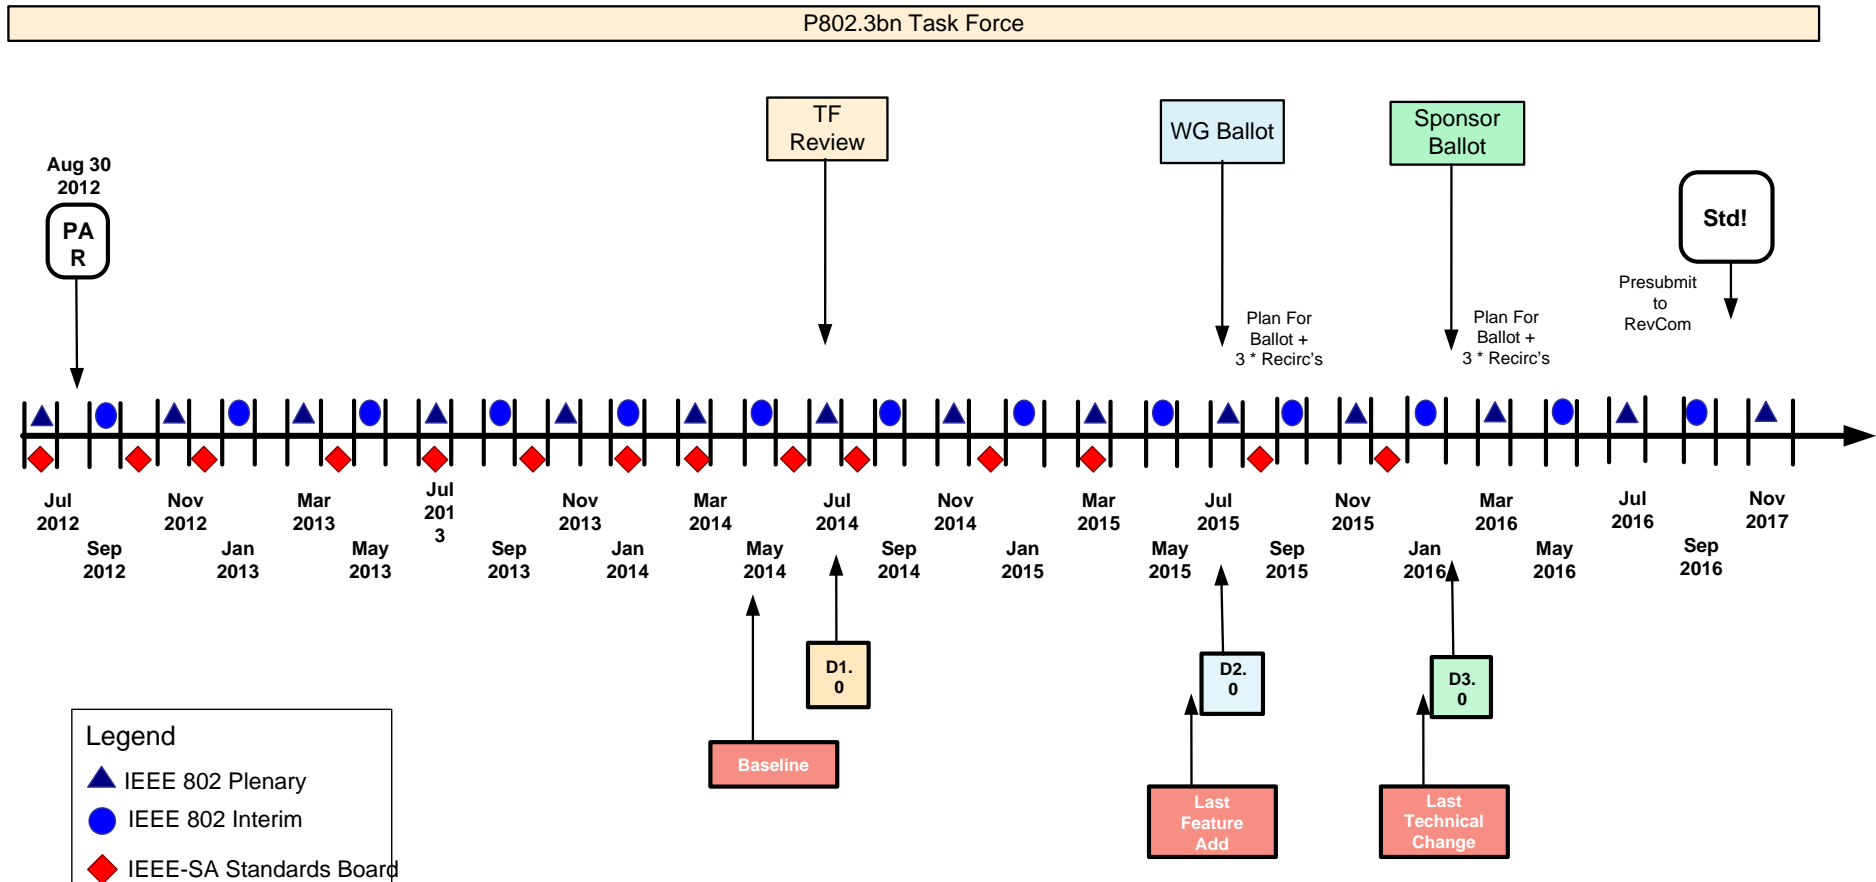 P802.3bn Task Force
TF
Review
WG Ballot
Sponsor
Ballot
Aug 30
2012
PA
R
Std!
Presubmit
to
RevCom
Plan For
Ballot +
3 * Recirc's
Plan For
Ballot +
3 * Recirc's
Jul
2012
Nov
2012
Mar
2013
Jul
201
3
Nov
2013
Mar
2014
Jul
2014
Nov
2014
Mar
2015
Jul
2015
Nov
2015
Mar
2016
Jul
2016
Nov
2017
Sep
2012
Jan
2013
May
2013
Sep
2013
Jan
2014
May
2014
Sep
2014
Jan
2015
May
2015
Sep
2015
Jan
2016
May
2016
Sep
2016
D1.
0
D2.
0
D3.
0
Baseline
Last
Feature
Add
Last
Technical
Change
Legend
IEEE 802 Plenary
IEEE 802 Interim
IEEE-SA Standards Board